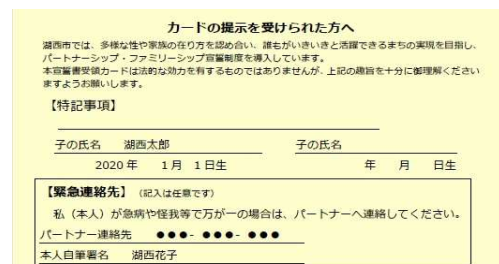 カードの提示を受けられた方へ
湖西市では、多様な性や家族の在り方を認め合い、誰もがいきいきと活躍できるまちの実現を目指し、
パートナーシップ・ファミリーシップ宣誓制度を導入しています。
本宣誓書受領カードは法的な効力を有するものではありませんが、上記の趣旨を十分に御理解ください
ますようお願いします。
【特記事項】
子の氏名 湖西太郎 子の氏名
2020年 1月 1日生 年 月 日生
【緊急連絡先】(記入は任意です)
私(本人)が急病や怪我等で万が一の場合は、パートナーへ連絡してください。
パートナー連絡先 ●●●- ●●●- ●●●
本人自筆署名 湖西花子